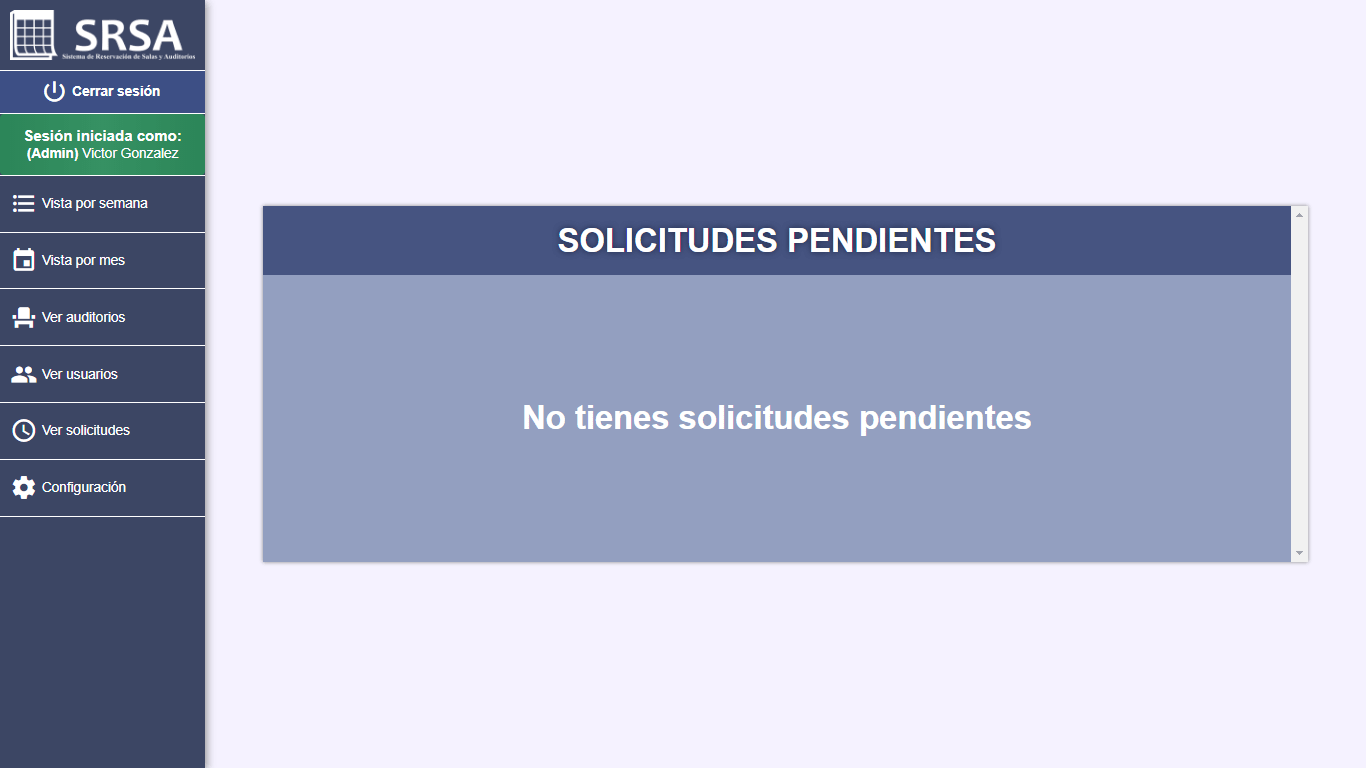 SRSA
Sistema de Reservación de Salas y Auditorios
Cerrar sesión
Sesión iniciada como:
(Admin) Victor Gonzalez
Vista por semana
Vista por mes
Ver auditorios
Ver usuarios
Ver solicitudes
Configuración
SOLICITUDES PENDIENTES
No tienes solicitudes pendientes